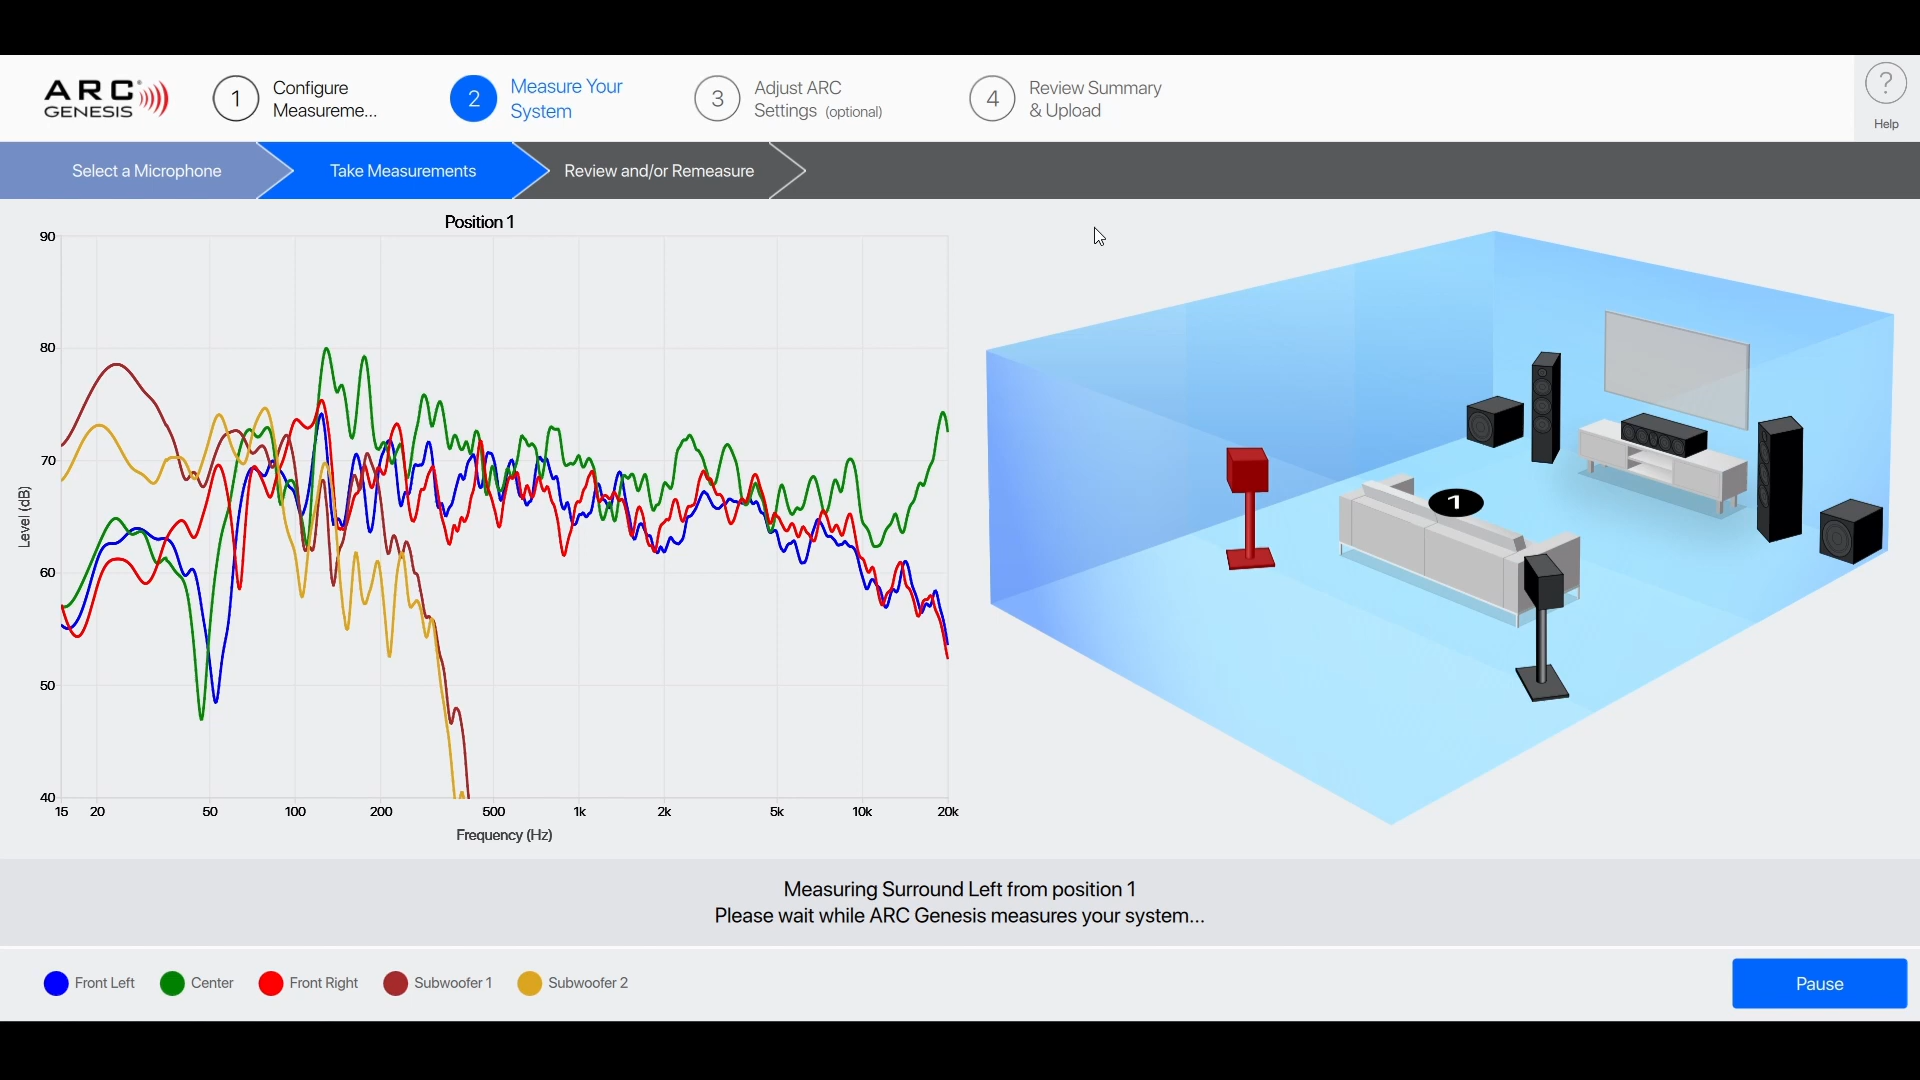 ARC
GENESIS
1
Configure
Measureme...
2
Measure Your
System
3
Adjust ARC
Settings (optional)
4
Review Summary
& Upload
?
Help
Select a Microphone
Take Measurements
Review and/or Remeasure
Position 1
90
80
70
60
50
40
Level (dB)
15 20 50 100 200 500 1k 2k 5k 10k 20k
Frequency (Hz)
1
Measuring Surround Left from position 1
Please wait while ARC Genesis measures your system...
Front Left
Center
Front Right
Subwoofer 1
Subwoofer 2
Pause